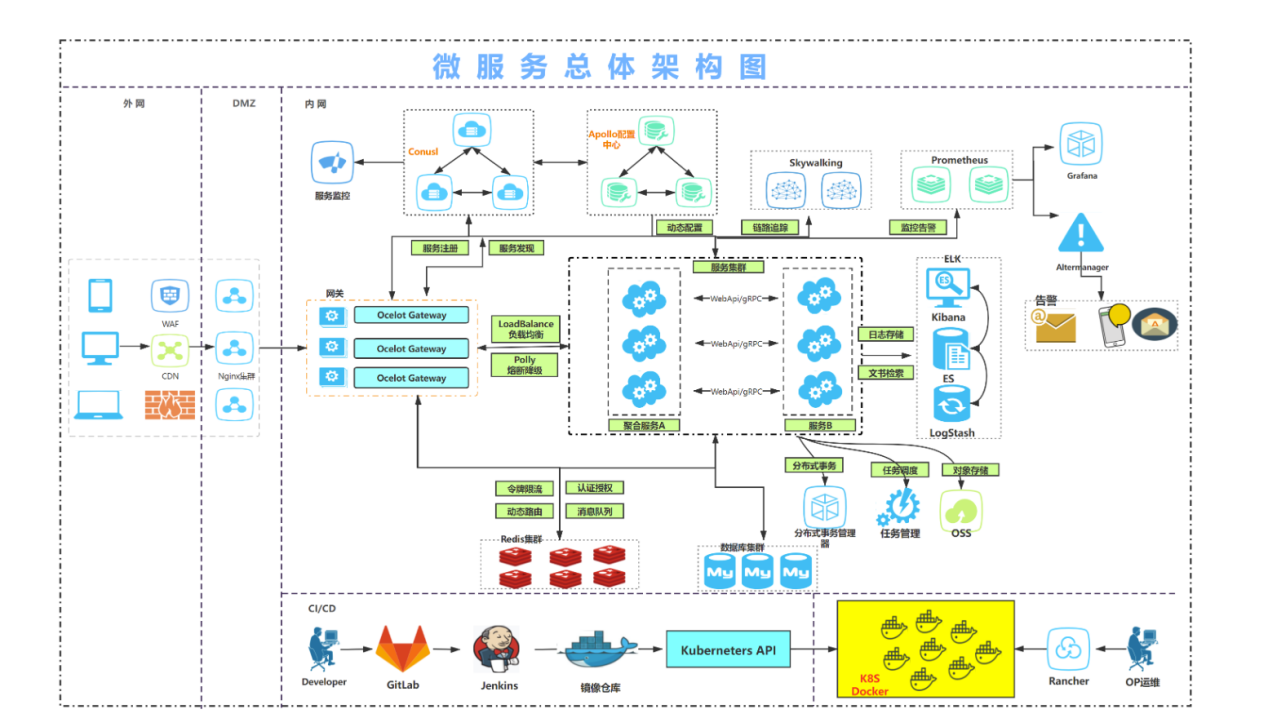 微服务总体架构图
外网
DMZ
内网
Conusl
Apollo配置
中心
服务监控
Skywalking
Prometheus
Grafana
Altermanager
告警
服务注册
服务发现
动态配置
链路追踪
监控告警
WAF
CDN
Nginx集群
网关
Ocelot Gateway
Ocelot Gateway
Ocelot Gateway
LoadBalance
负载均衡
Polly
熔断降级
服务集群
WebApi/gRPC
WebApi/gRPC
WebApi/gRPC
聚合服务A
服务B
日志存储
文书检索
ELK
ES
Kibana
ES
LogStash
分布式事务
任务调度
对象存储
分布式事务管理
器
任务管理
OSS
令牌限流
认证授权
动态路由
消息队列
Redis集群
数据库集群
My
My
My
CI/CD
Developer
GitLab
Jenkins
镜像仓库
Kuberneters API
K8S
Docker
Rancher
OP运维